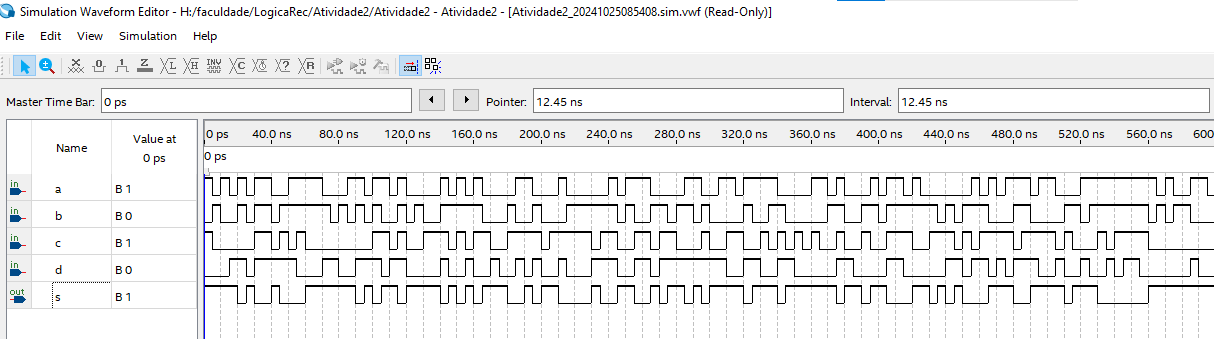 Simulation Waveform Editor - H:/faculdade/LogicaRec/Atividade2/Atividade2 - Atividade2 - [Atividade2_20241025085408.sim.vwf (Read-Only)]
File Edit View Simulation Help
Master Time Bar: 0 ps Pointer: 12.45 ns Interval: 12.45 ns
Name Value at 0 ps
0 ps 40.0 ns 80.0 ns 120.0 ns 160.0 ns 200.0 ns 240.0 ns 280.0 ns 320.0 ns 360.0 ns 400.0 ns 440.0 ns 480.0 ns 520.0 ns 560.0 ns 600
0 ps
in a B 1
in b B 0
in c B 1
in d B 0
out s B 1